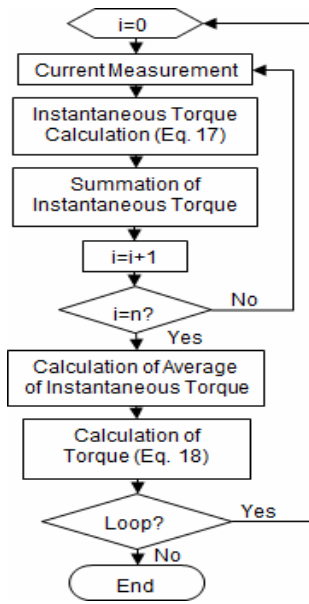 i=0
Current Measurement
Instantaneous Torque
Calculation (Eq. 17)
Summation of
Instantaneous Torque
i=i+1
i=n?
No
Yes
Calculation of Average
of Instantaneous Torque
Calculation of
Torque (Eq. 18)
Loop?
Yes
No
End